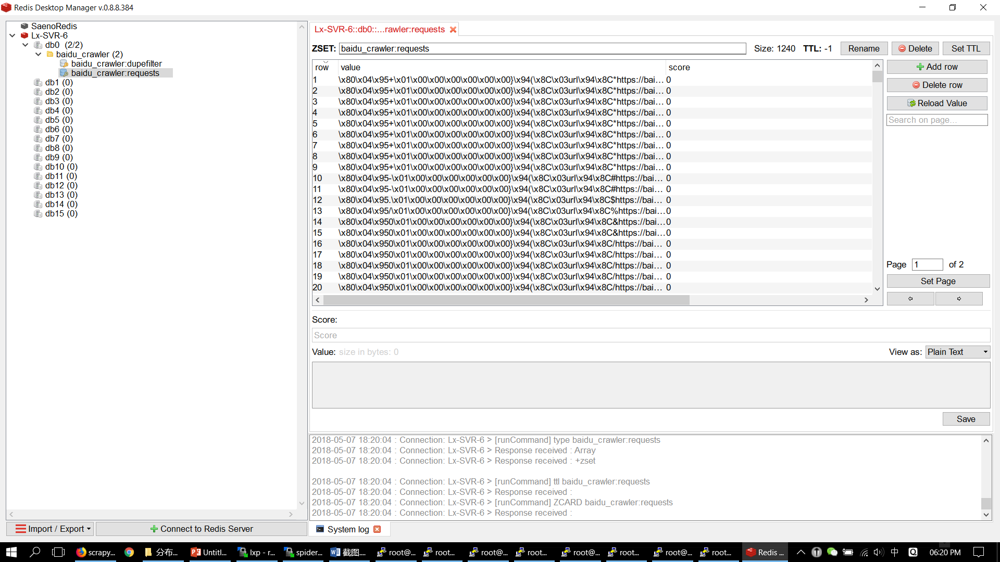 Redis Desktop Manager v.0.8.8.384
SaenoRedis
Lx-SVR-6
db0 (2/2)
baidu_crawler (2)
baidu_crawler:dupefilter
baidu_crawler:requests
db1 (0)
db2 (0)
db3 (0)
db4 (0)
db5 (0)
db6 (0)
db7 (0)
db8 (0)
db9 (0)
db10 (0)
db11 (0)
db12 (0)
db13 (0)
db14 (0)
db15 (0)
Import / Export
Connect to Redis Server
Lx-SVR-6::db0::...rawler:requests
ZSET: baidu_crawler:requests Size: 1240 TTL: -1 Rename Delete Set TTL
row value score
1 \x80\x04\x95+\x01\x00\x00\x00\x00\x00\x00}\x94(\x8C\x03url\x94\x8C*https://bai... 0
2 \x80\x04\x95+\x01\x00\x00\x00\x00\x00\x00}\x94(\x8C\x03url\x94\x8C*https://bai... 0
3 \x80\x04\x95+\x01\x00\x00\x00\x00\x00\x00}\x94(\x8C\x03url\x94\x8C*https://bai... 0
4 \x80\x04\x95+\x01\x00\x00\x00\x00\x00\x00}\x94(\x8C\x03url\x94\x8C*https://bai... 0
5 \x80\x04\x95+\x01\x00\x00\x00\x00\x00\x00}\x94(\x8C\x03url\x94\x8C*https://bai... 0
6 \x80\x04\x95+\x01\x00\x00\x00\x00\x00\x00}\x94(\x8C\x03url\x94\x8C*https://bai... 0
7 \x80\x04\x95+\x01\x00\x00\x00\x00\x00\x00}\x94(\x8C\x03url\x94\x8C*https://bai... 0
8 \x80\x04\x95+\x01\x00\x00\x00\x00\x00\x00}\x94(\x8C\x03url\x94\x8C*https://bai... 0
9 \x80\x04\x95+\x01\x00\x00\x00\x00\x00\x00}\x94(\x8C\x03url\x94\x8C*https://bai... 0
10 \x80\x04\x95-\x01\x00\x00\x00\x00\x00\x00}\x94(\x8C\x03url\x94\x8C#https://bai... 0
11 \x80\x04\x95-\x01\x00\x00\x00\x00\x00\x00}\x94(\x8C\x03url\x94\x8C#https://bai... 0
12 \x80\x04\x95.\x01\x00\x00\x00\x00\x00\x00}\x94(\x8C\x03url\x94\x8C$https://bai... 0
13 \x80\x04\x95/\x01\x00\x00\x00\x00\x00\x00}\x94(\x8C\x03url\x94\x8C%https://bai... 0
14 \x80\x04\x950\x01\x00\x00\x00\x00\x00\x00}\x94(\x8C\x03url\x94\x8C&https://bai... 0
15 \x80\x04\x950\x01\x00\x00\x00\x00\x00\x00}\x94(\x8C\x03url\x94\x8C&https://bai... 0
16 \x80\x04\x950\x01\x00\x00\x00\x00\x00\x00}\x94(\x8C\x03url\x94\x8C/https://bai... 0
17 \x80\x04\x950\x01\x00\x00\x00\x00\x00\x00}\x94(\x8C\x03url\x94\x8C/https://bai... 0
18 \x80\x04\x950\x01\x00\x00\x00\x00\x00\x00}\x94(\x8C\x03url\x94\x8C/https://bai... 0
19 \x80\x04\x950\x01\x00\x00\x00\x00\x00\x00}\x94(\x8C\x03url\x94\x8C/https://bai... 0
20 \x80\x04\x950\x01\x00\x00\x00\x00\x00\x00}\x94(\x8C\x03url\x94\x8C/https://bai... 0
Add row
Delete row
Reload Value
Search on page...
Page 1 of 2
Set Page
Score:
Score
Value: size in bytes: 0
View as: Plain Text
Save
2018-05-07 18:20:04 : Connection: Lx-SVR-6 > [runCommand] type baidu_crawler:requests
2018-05-07 18:20:04 : Connection: Lx-SVR-6 > Response received : Array
2018-05-07 18:20:04 : Connection: Lx-SVR-6 > Response received : +zset
2018-05-07 18:20:04 : Connection: Lx-SVR-6 > [runCommand] ttl baidu_crawler:requests
2018-05-07 18:20:04 : Connection: Lx-SVR-6 > Response received :
2018-05-07 18:20:04 : Connection: Lx-SVR-6 > [runCommand] ZCARD baidu_crawler:requests
2018-05-07 18:20:04 : Connection: Lx-SVR-6 > Response received :
System log
scrapy... 分布... Untitl... lxp - r... spider... 截图... root@... root... root@... root... root@... root... root@... root... Redis ... 中 06:20 PM